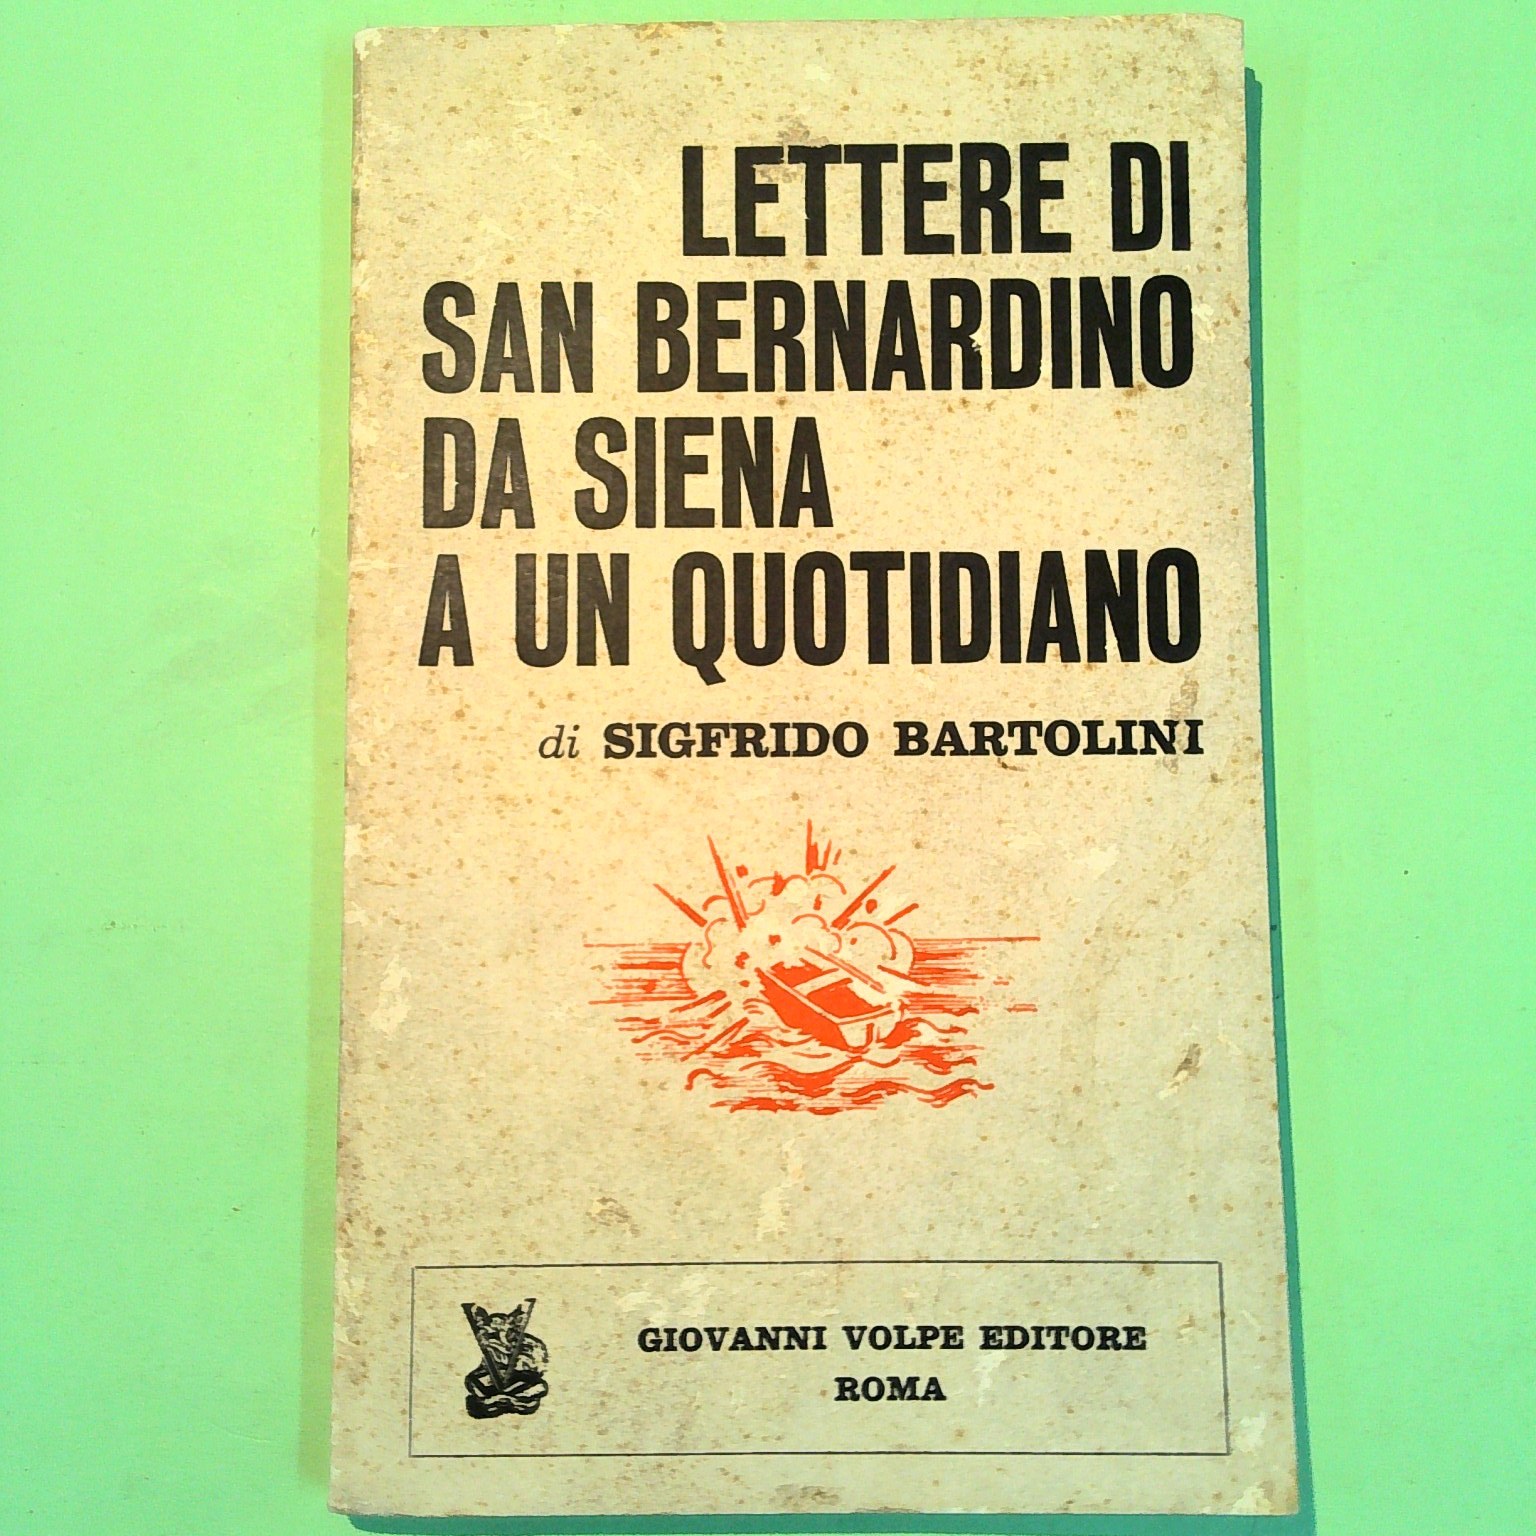 LETTERE DI
SAN BERNARDINO
DA SIENA
A UN QUOTIDIANO
di SIGFRIDO BARTOLINI
GIOVANNI VOLPE EDITORE
ROMA